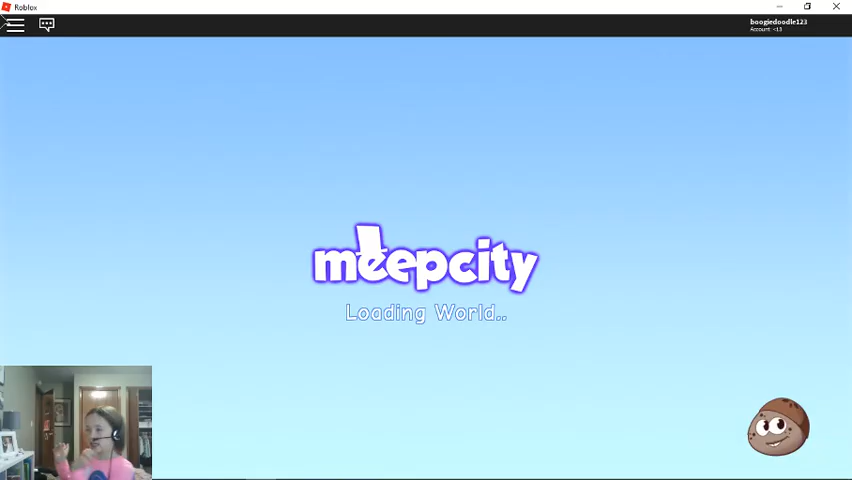 Roblox
boogiedoodle123
Account: <13
meepcity
Loading World..